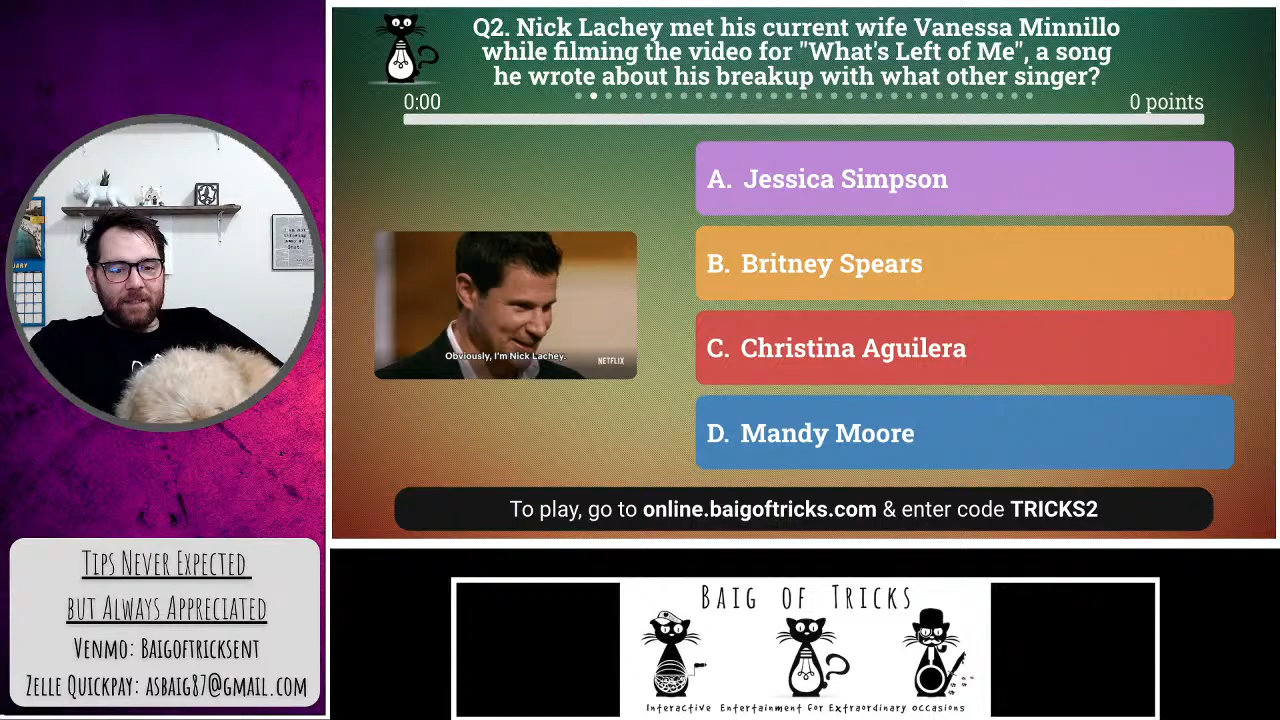 Q2. Nick Lachey met his current wife Vanessa Minnillo
while filming the video for "What's Left of Me", a song
he wrote about his breakup with what other singer?
0:00
0 points
A. Jessica Simpson
B. Britney Spears
C. Christina Aguilera
D. Mandy Moore
Obviously, I'm Nick Lachey.
NETFLIX
To play, go to online.baigoftricks.com & enter code TRICKS2
UARY
Tips Never Expected
but Always Appreciated
Venmo: Baigoftricksent
Zelle Quickpay: asbaig87@gmail.com
Baig of Tricks
Interactive Entertainment for Extraordinary Occasions